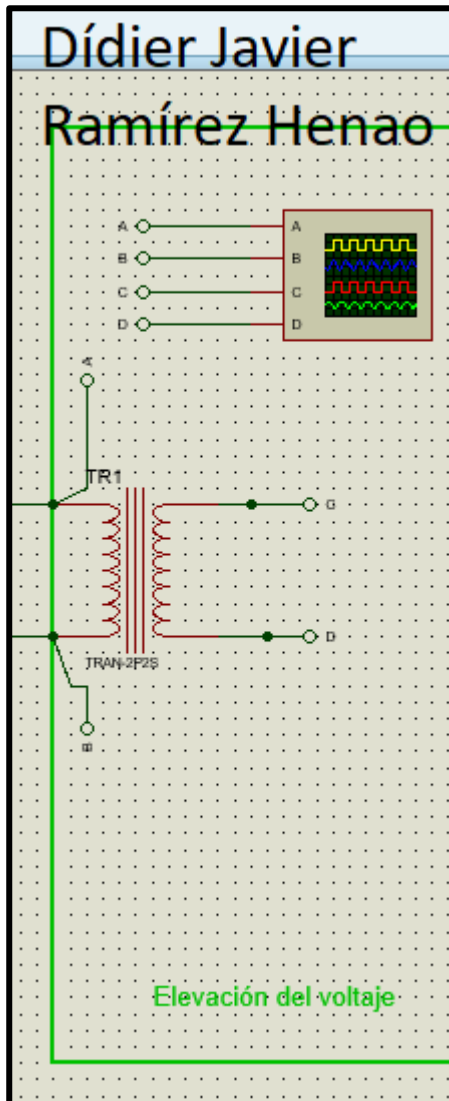 Dídier Javier
Ramírez Henao
A A
B B
C C
D D
A
TR1
G
D
TRAN-2P2S
B
Elevación del voltaje